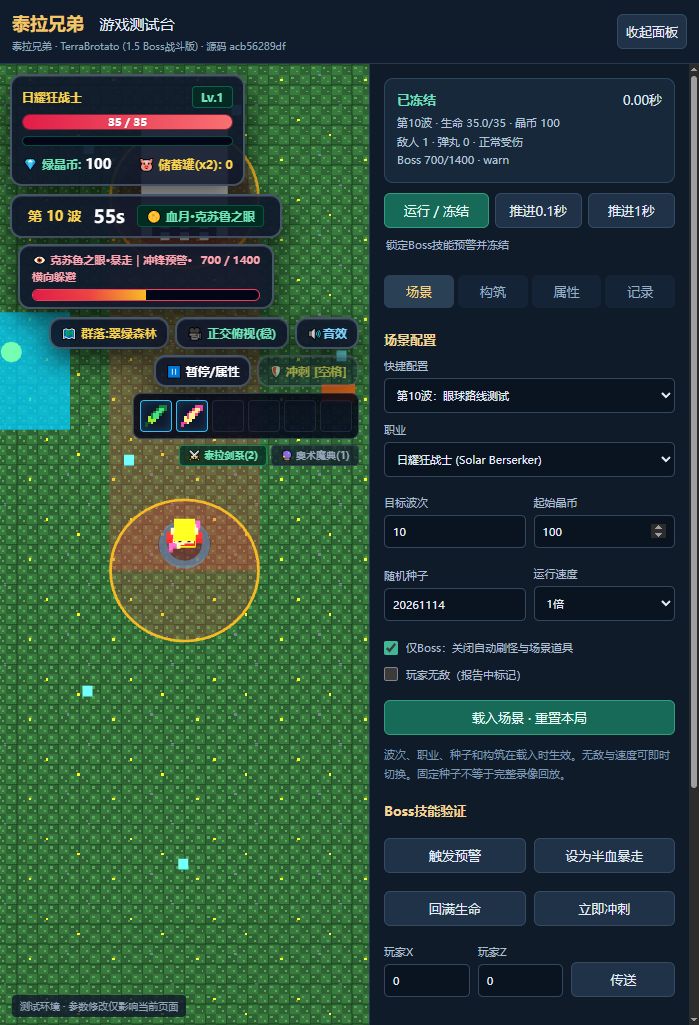 泰拉兄弟 游戏测试台
泰拉兄弟 · TerraBrotato (1.5 Boss战斗版) · 源码 acb56289df
收起面板
日耀狂战士 Lv.1
35 / 35
绿晶币: 100 储蓄罐(x2): 0
第 10 波 55s 血月•克苏鲁之眼
克苏鲁之眼•暴走 | 冲锋预警• 700 / 1400
横向躲避
群落:翠绿森林 正交俯视(稳) 音效
暂停/属性 冲刺 [空格]
泰拉剑系(2) 奥术魔典(1)
测试环境 · 参数修改仅影响当前页面
已冻结 0.00秒
第10波 · 生命 35.0/35 · 晶币 100
敌人 1 · 弹丸 0 · 正常受伤
Boss 700/1400 · warn
运行 / 冻结 推进0.1秒 推进1秒
锁定Boss技能预警并冻结
场景 构筑 属性 记录
场景配置
快捷配置
第10波：眼球路线测试
职业
日耀狂战士 (Solar Berserker)
目标波次 起始晶币
10 100
随机种子 运行速度
20261114 1倍
仅Boss：关闭自动刷怪与场景道具
玩家无敌（报告中标记）
载入场景 · 重置本局
波次、职业、种子和构筑在载入时生效。无敌与速度可即时
切换。固定种子不等于完整录像回放。
Boss技能验证
触发预警 设为半血暴走
回满生命 立即冲刺
玩家X 玩家Z
0 0 传送